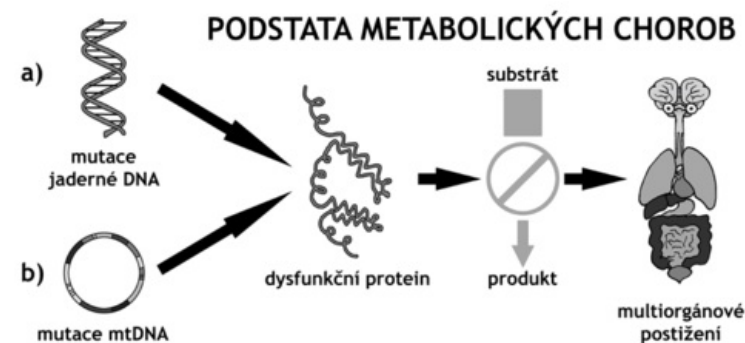 PODSTATA METABOLICKÝCH CHOROB
a)
mutace
jaderné DNA
b)
mutace mtDNA
dysfunkční protein
substrát
produkt
multiorgánové
postižení